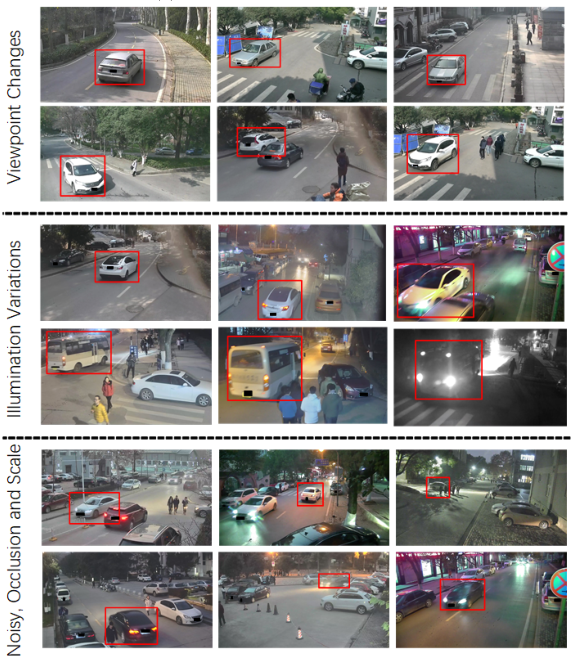 Viewpoint Changes
Illumination Variations
Noisy, Occlusion and Scale